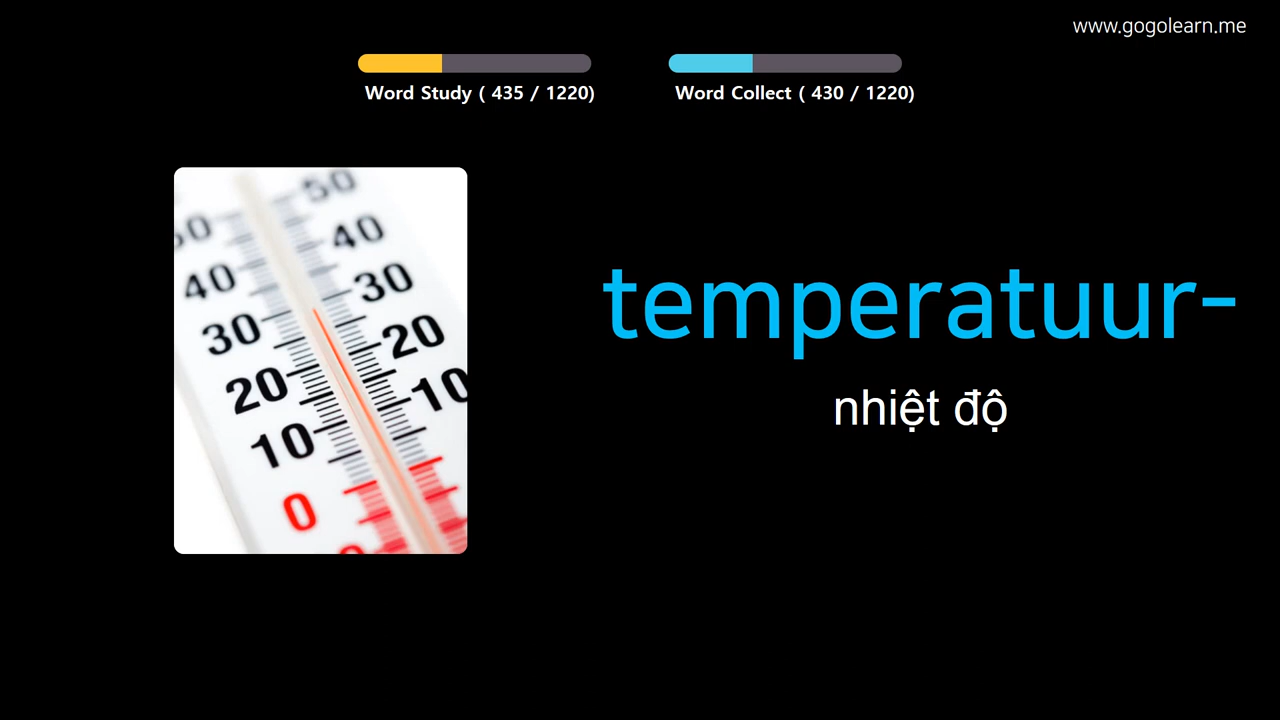 www.gogolearn.me
Word Study ( 435 / 1220)
Word Collect ( 430 / 1220)
50
50
40
40
30
30
20
20
10
10
0
temperatuur-
nhiệt độ